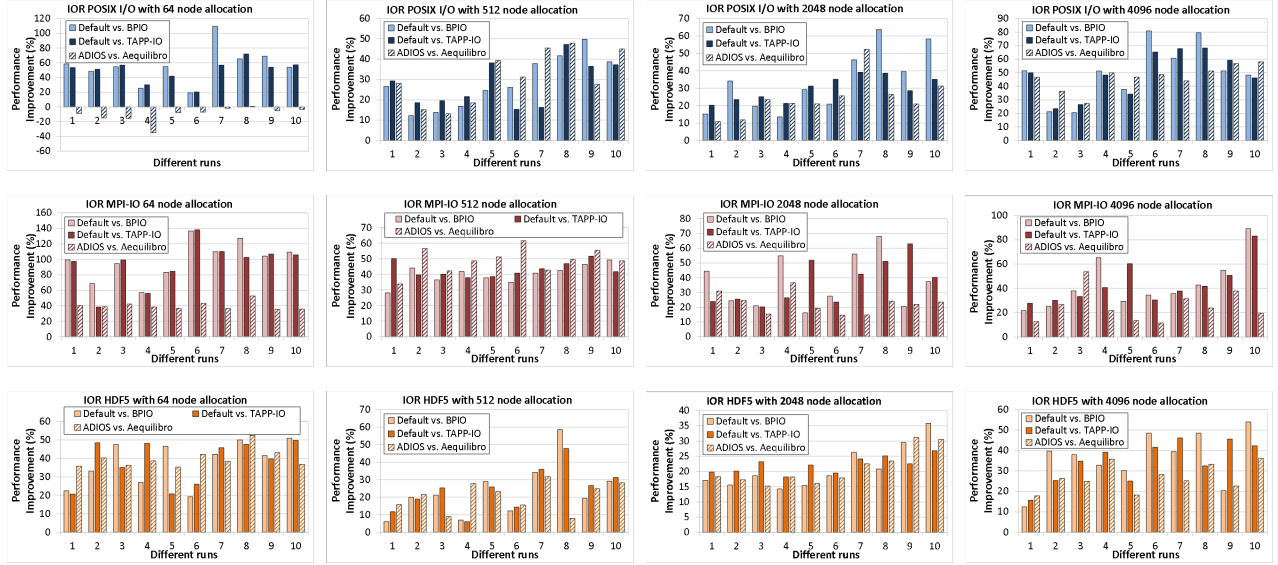 IOR POSIX I/O with 64 node allocation
Performance
Improvement (%)
120
100
80
60
40
20
0
-20
-40
-60
Default vs. BPIO
Default vs. TAPP-IO
ADIOS vs. Aequilibro
1 2 3 4 5 6 7 8 9 10
Different runs
IOR POSIX I/O with 512 node allocation
Performance
Improvement (%)
60
50
40
30
20
10
0
Default vs. BPIO
Default vs. TAPP-IO
ADIOS vs. Aequilibro
1 2 3 4 5 6 7 8 9 10
Different runs
IOR POSIX I/O with 2048 node allocation
Performance
Improvement (%)
70
60
50
40
30
20
10
0
Default vs. BPIO
Default vs. TAPP-IO
ADIOS vs. Aequilibro
1 2 3 4 5 6 7 8 9 10
Different runs
IOR POSIX I/O with 4096 node allocation
Performance
Improvement (%)
90
80
70
60
50
40
30
20
10
0
Default vs. BPIO
Default vs. TAPP-IO
ADIOS vs. Aequilibro
1 2 3 4 5 6 7 8 9 10
Different runs
IOR MPI-IO 64 node allocation
Performance
Improvement (%)
160
140
120
100
80
60
40
20
0
Default vs. BPIO
Default vs. TAPP-IO
ADIOS vs. Aequilibro
1 2 3 4 5 6 7 8 9 10
Different runs
IOR MPI-IO 512 node allocation
Performance
Improvement (%)
70
60
50
40
30
20
10
0
Default vs. BPIO Default vs. TAPP-IO
ADIOS vs. Aequilibro
1 2 3 4 5 6 7 8 9 10
Different runs
IOR MPI-IO 2048 node allocation
Performance
Improvement (%)
80
70
60
50
40
30
20
10
0
Default vs. BPIO
Default vs. TAPP-IO
ADIOS vs. Aequilibro
1 2 3 4 5 6 7 8 9 10
Different runs
IOR MPI-IO 4096 node allocation
Performance
Improvement (%)
100
80
60
40
20
0
Default vs. BPIO
Default vs. TAPP-IO
ADIOS vs. Aequilibro
1 2 3 4 5 6 7 8 9 10
Different runs
IOR HDF5 with 64 node allocation
Performance
Improvement (%)
60
50
40
30
20
10
0
Default vs. BPIO Default vs. TAPP-IO
ADIOS vs. Aequilibro
1 2 3 4 5 6 7 8 9 10
Different runs
IOR HDF5 with 512 node allocation
Performance
Improvement (%)
70
60
50
40
30
20
10
0
Default vs. BPIO
Default vs. TAPP-IO
ADIOS vs. Aequilibro
1 2 3 4 5 6 7 8 9 10
Different runs
IOR HDF5 with 2048 node allocation
Performance
Improvement (%)
40
35
30
25
20
15
10
5
0
Default vs. BPIO
Default vs. TAPP-IO
ADIOS vs. Aequilibro
1 2 3 4 5 6 7 8 9 10
Different runs
IOR HDF5 with 4096 node allocation
Performance
Improvement (%)
60
50
40
30
20
10
0
Default vs. BPIO
Default vs. TAPP-IO
ADIOS vs. Aequilibro
1 2 3 4 5 6 7 8 9 10
Different runs